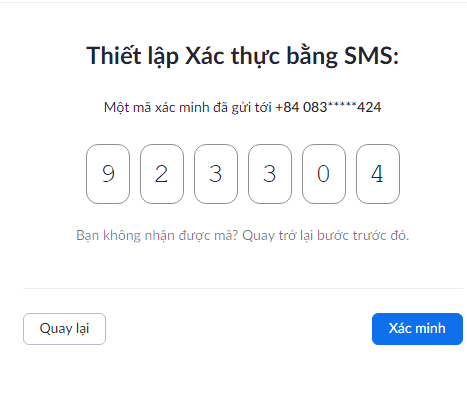 Thiết lập Xác thực bằng SMS:
Một mã xác minh đã gửi tới +84 083*****424
9 2 3 3 0 4
Bạn không nhận được mã? Quay trở lại bước trước đó.
Quay lại
Xác minh